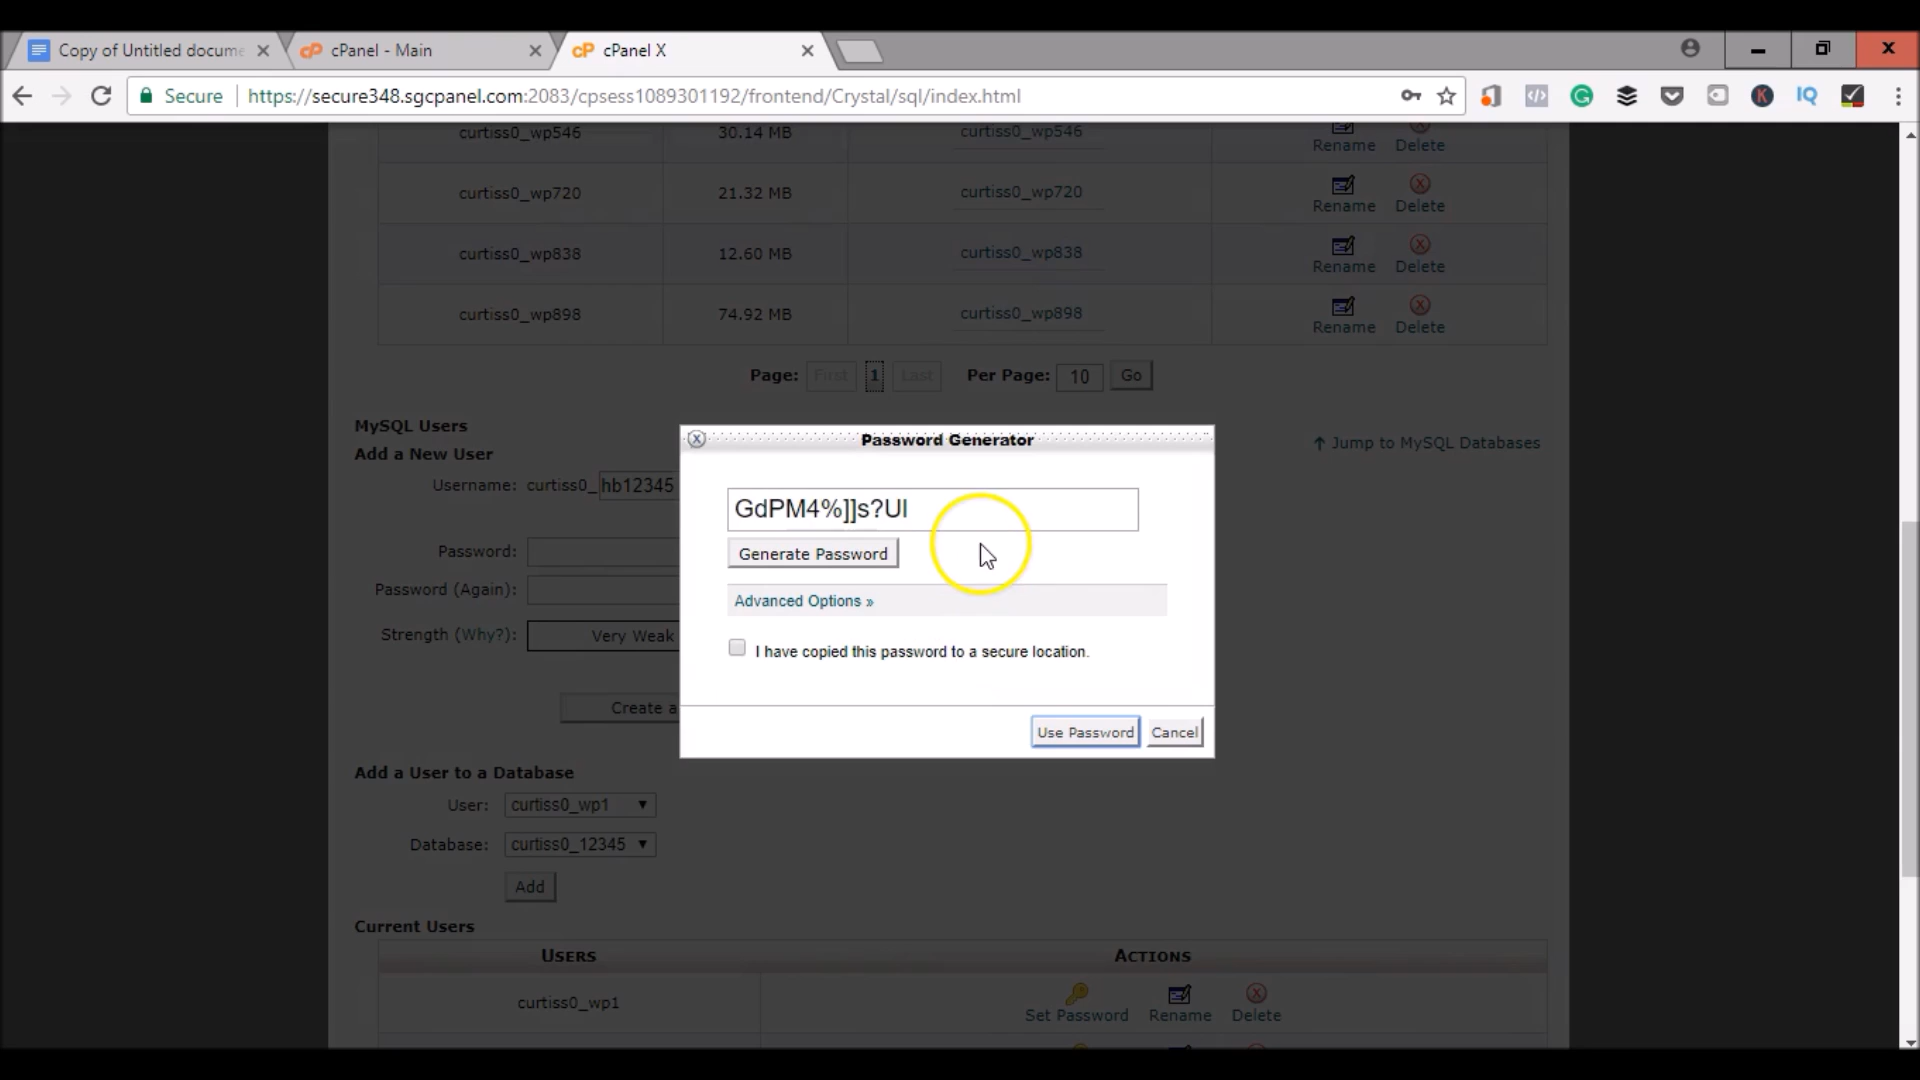 Copy of Untitled docume
cPanel - Main
cPanel X
Secure
https://secure348.sgcpanel.com:2083/cpsess1089301192/frontend/Crystal/sql/index.html
curtiss0_wp546 30.14 MB curtiss0_wp546 Rename Delete
curtiss0_wp720 21.32 MB curtiss0_wp720 Rename Delete
curtiss0_wp838 12.60 MB curtiss0_wp838 Rename Delete
curtiss0_wp898 74.92 MB curtiss0_wp898 Rename Delete
Page: First 1 Last Per Page: 10 Go
MySQL Users
Jump to MySQL Databases
Add a New User
Username: curtiss0_ hb12345
Password:
Password (Again):
Strength (Why?): Very Weak
Create a
Password Generator
GdPM4%]]s?UI
Generate Password
Advanced Options »
I have copied this password to a secure location.
Use Password Cancel
Add a User to a Database
User: curtiss0_wp1
Database: curtiss0_12345
Add
Current Users
USERS ACTIONS
curtiss0_wp1 Set Password Rename Delete